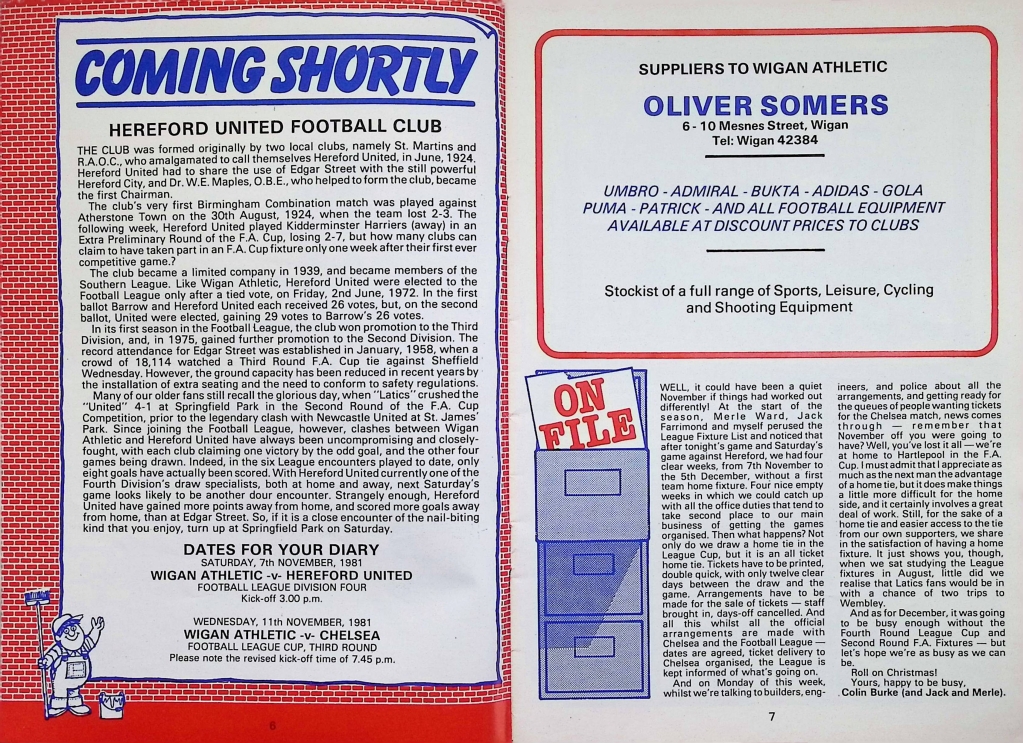 COMING SHORTLY
HEREFORD UNITED FOOTBALL CLUB
THE CLUB was formed originally by two local clubs, namely St. Martins and
R.A.O.C., who amalgamated to call themselves Hereford United, in June, 1924.
Hereford United had to share the use of Edgar Street with the still powerful
Hereford City, and Dr. W.E. Maples, O.B.E., who helped to form the club, became
the first Chairman.
The club's very first Birmingham Combination match was played against
Atherstone Town on the 30th August, 1924, when the team lost 2-3. The
following week, Hereford United played Kidderminster Harriers (away) in an
Extra Preliminary Round of the F.A. Cup, losing 2-7, but how many clubs can
claim to have taken part in an F.A. Cup fixture only one week after their first ever
competitive game.?
The club became a limited company in 1939, and became members of the
Southern League. Like Wigan Athletic, Hereford United were elected to the
Football League only after a tied vote, on Friday, 2nd June, 1972. In the first
ballot Barrow and Hereford United each received 26 votes, but, on the second
ballot, United were elected, gaining 29 votes to Barrow's 26 votes.
In its first season in the Football League, the club won promotion to the Third
Division, and, in 1975, gained further promotion to the Second Division. The
record attendance for Edgar Street was established in January, 1958, when a
crowd of 18,114 watched a Third Round F.A. Cup tie against Sheffield
Wednesday. However, the ground capacity has been reduced in recent years by
the installation of extra seating and the need to conform to safety regulations.
Many of our older fans still recall the glorious day, when "Latics" crushed the
"United" 4-1 at Springfield Park in the Second Round of the F.A. Cup
Competition, prior to the legendary clash with Newcastle United at St. James'
Park. Since joining the Football League, however, clashes between Wigan
Athletic and Hereford United have always been uncompromising and closely-
fought, with each club claiming one victory by the odd goal, and the other four
games being drawn. Indeed, in the six League encounters played to date, only
eight goals have actually been scored. With Hereford United currently one of the
Fourth Division's draw specialists, both at home and away, next Saturday's
game looks likely to be another dour encounter. Strangely enough, Hereford
United have gained more points away from home, and scored more goals away
from home, than at Edgar Street. So, if it is a close encounter of the nail-biting
kind that you enjoy, turn up at Springfield Park on Saturday.
DATES FOR YOUR DIARY
SATURDAY, 7th NOVEMBER, 1981
WIGAN ATHLETIC -v- HEREFORD UNITED
FOOTBALL LEAGUE DIVISION FOUR
Kick-off 3.00 p.m.
WEDNESDAY, 11th NOVEMBER, 1981
WIGAN ATHLETIC -v- CHELSEA
FOOTBALL LEAGUE CUP, THIRD ROUND
Please note the revised kick-off time of 7.45 p.m.
6
SUPPLIERS TO WIGAN ATHLETIC
OLIVER SOMERS
6 - 10 Mesnes Street, Wigan
Tel: Wigan 42384
UMBRO - ADMIRAL - BUKTA - ADIDAS - GOLA
PUMA - PATRICK - AND ALL FOOTBALL EQUIPMENT
AVAILABLE AT DISCOUNT PRICES TO CLUBS
Stockist of a full range of Sports, Leisure, Cycling
and Shooting Equipment
ON
FILE
WELL, it could have been a quiet
November if things had worked out
differently! At the start of the
season, Merle Ward, Jack
Farrimond and myself perused the
League Fixture List and noticed that
after tonight's game and Saturday's
game against Hereford, we had four
clear weeks, from 7th November to
the 5th December, without a first
team home fixture. Four nice empty
weeks in which we could catch up
with all the office duties that tend to
take second place to our main
business of getting the games
organised. Then what happens? Not
only do we draw a home tie in the
League Cup, but it is an all ticket
home tie. Tickets have to be printed,
double quick, with only twelve clear
days between the draw and the
game. Arrangements have to be
made for the sale of tickets — staff
brought in, days-off cancelled. And
all this whilst all the official
arrangements are made with
Chelsea and the Football League —
dates are agreed, ticket delivery to
Chelsea organised, the League is
kept informed of what's going on.
And on Monday of this week,
whilst we're talking to builders, eng-
ineers, and police about all the
arrangements, and getting ready for
the queues of people wanting tickets
for the Chelsea match, news comes
through — remember that
November off you were going to
have? Well, you've lost it all — we're
at home to Hartlepool in the F.A.
Cup. I must admit that I appreciate as
much as the next man the advantage
of a home tie, but it does make things
a little more difficult for the home
side, and it certainly involves a great
deal of work. Still, for the sake of a
home tie and easier access to the tie
from our own supporters, we share
in the satisfaction of having a home
fixture. It just shows you, though,
when we sat studying the League
fixtures in August, little did we
realise that Latics fans would be in
with a chance of two trips to
Wembley.
And as for December, it was going
to be busy enough without the
Fourth Round League Cup and
Second Round F.A. Fixtures — but
let's hope we're as busy as we can
be.
Roll on Christmas!
Yours, happy to be busy,
Colin Burke (and Jack and Merle).
7